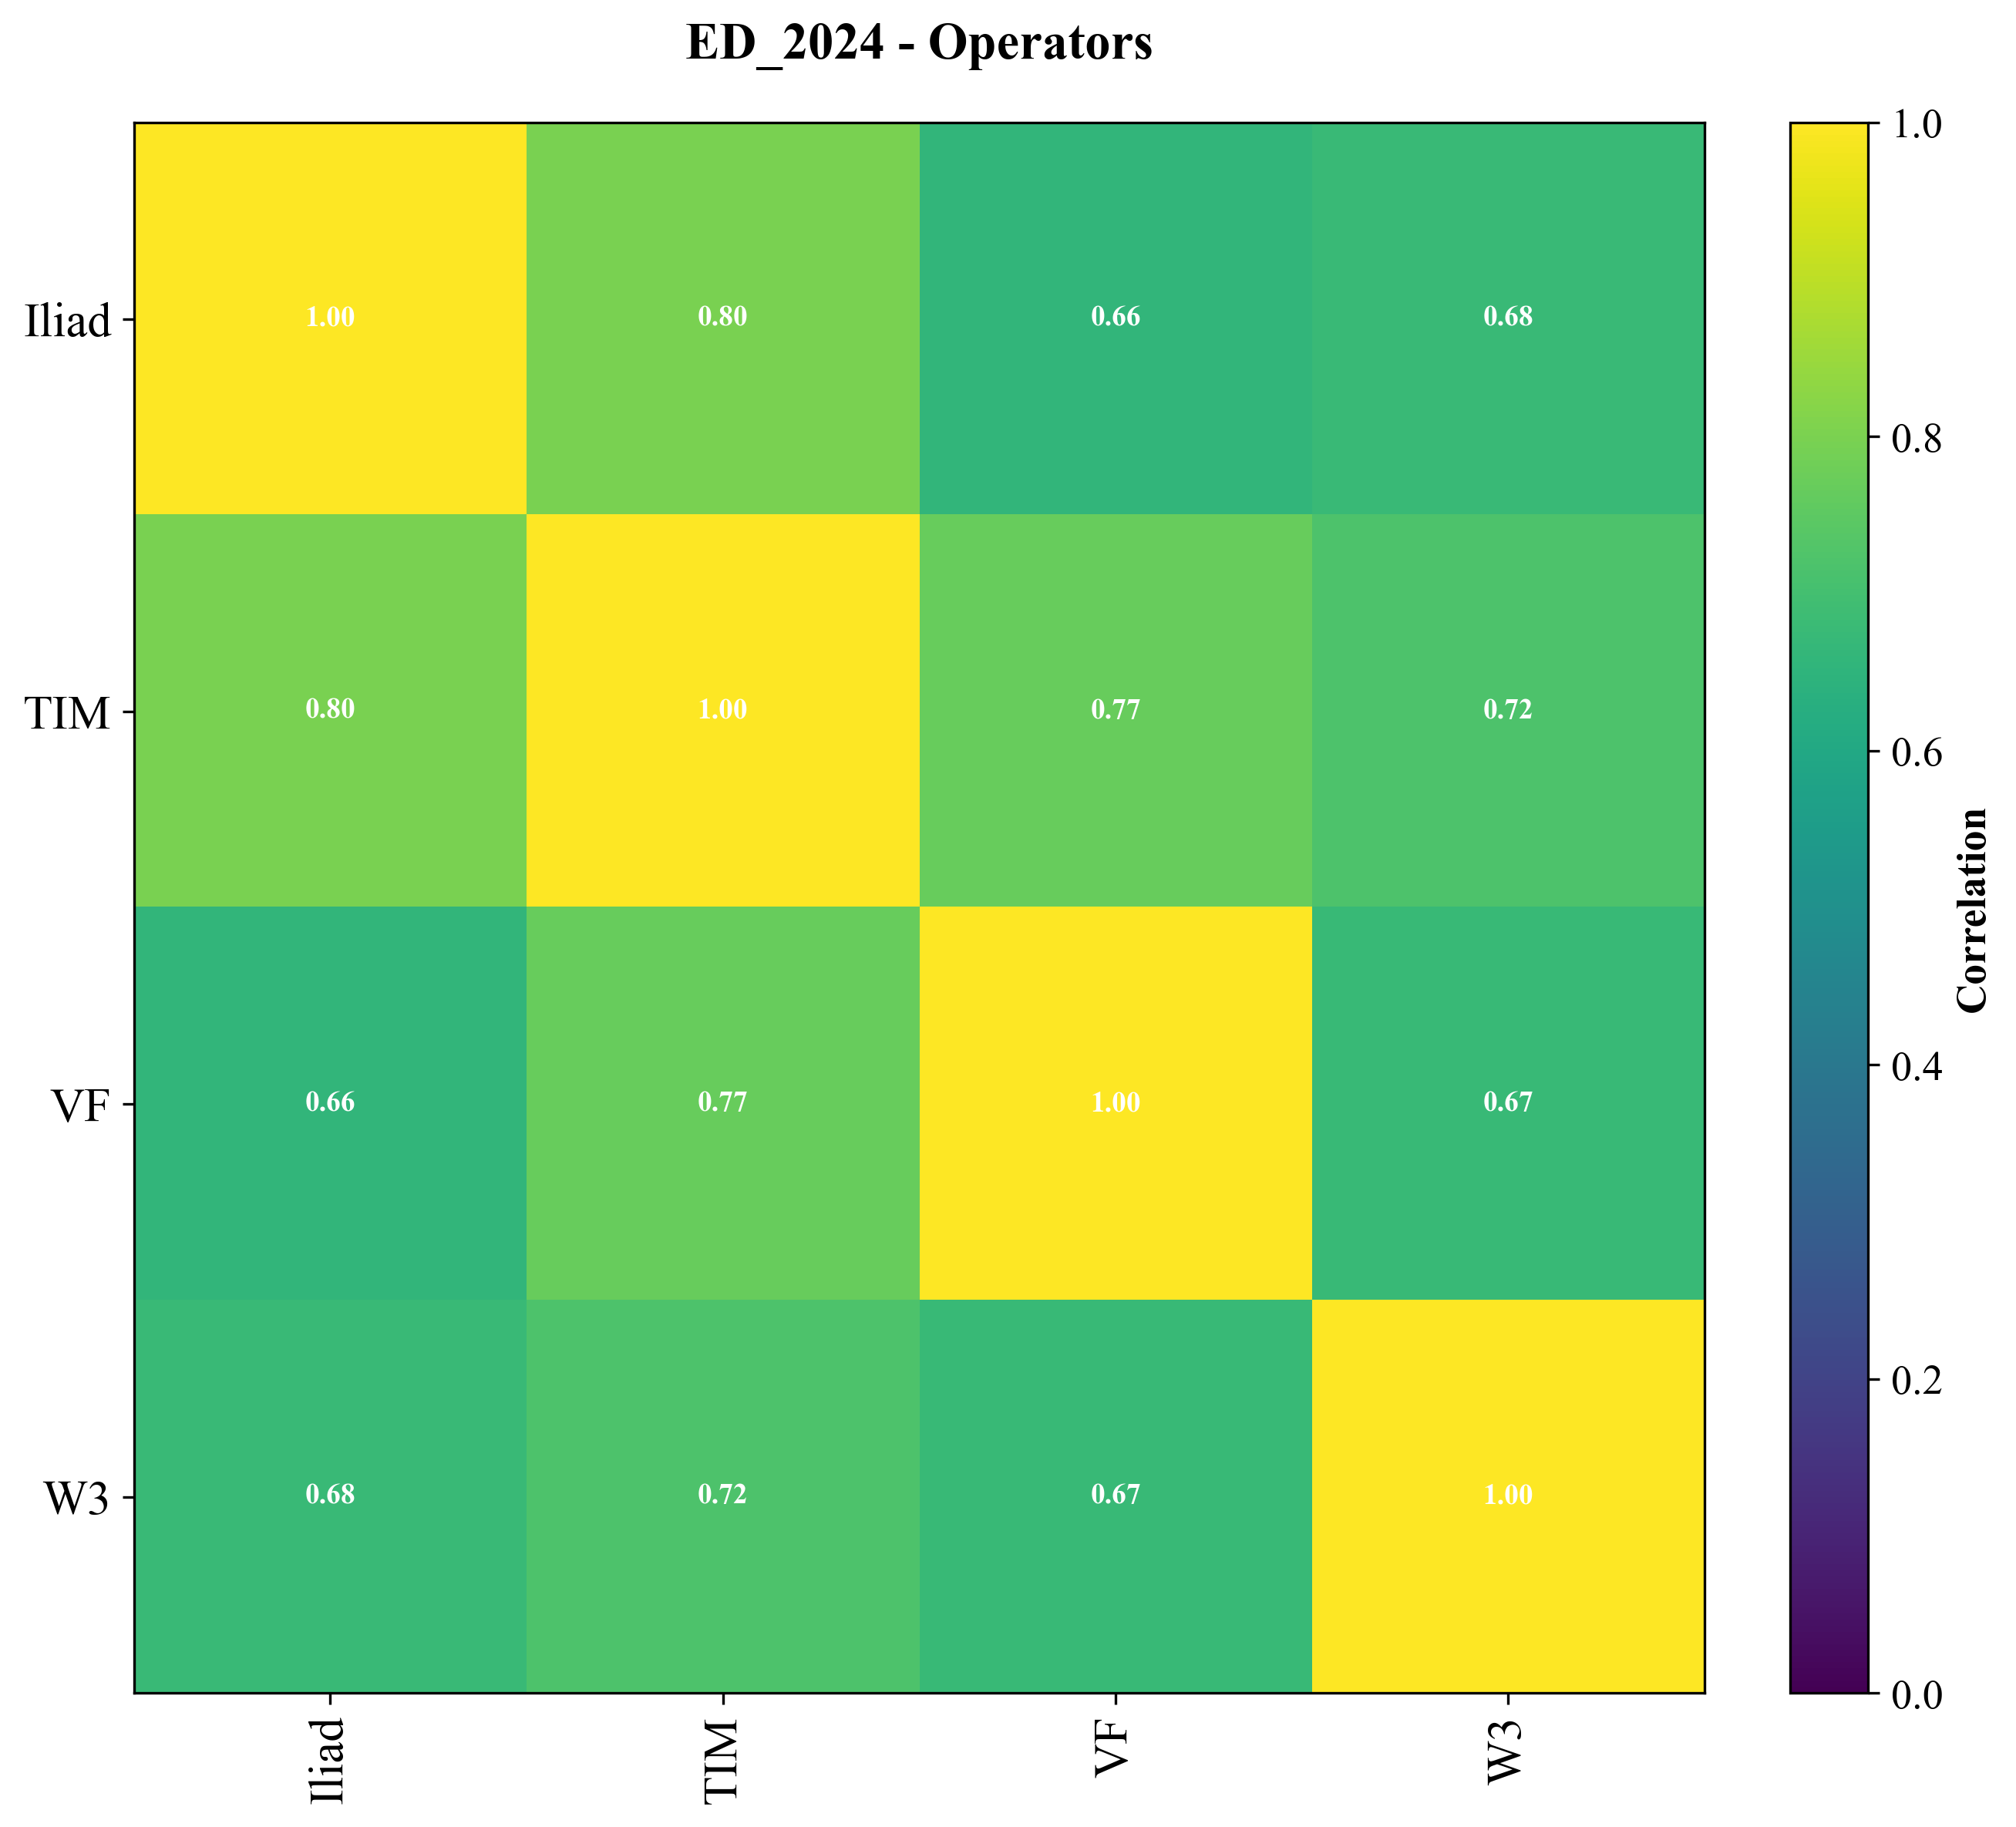 ED_2024 - Operators
Iliad 1.00 0.80 0.66 0.68
TIM 0.80 1.00 0.77 0.72
VF 0.66 0.77 1.00 0.67
W3 0.68 0.72 0.67 1.00
Iliad TIM VF W3
1.0
0.8
0.6
0.4
0.2
0.0
Correlation